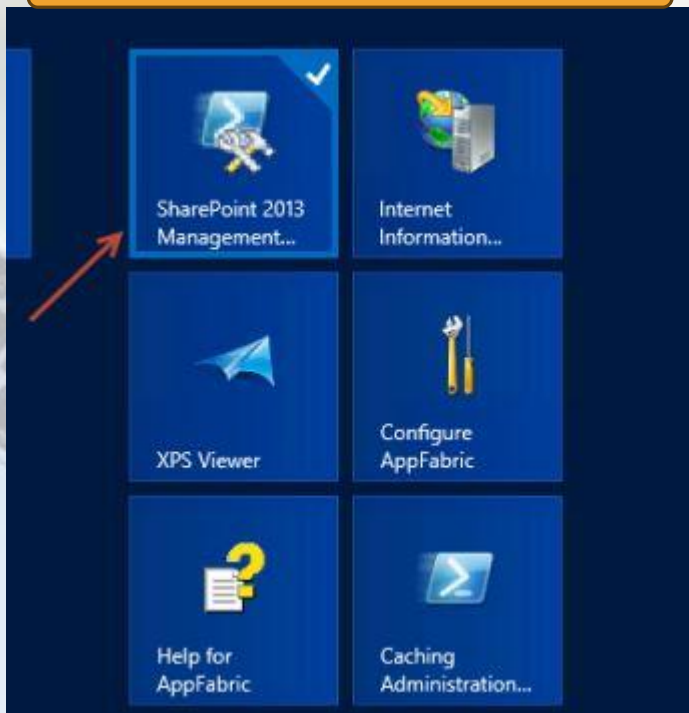 SharePoint 2013
Management...
Internet
Information...
XPS Viewer
Configure
AppFabric
Help for
AppFabric
Caching
Administration...